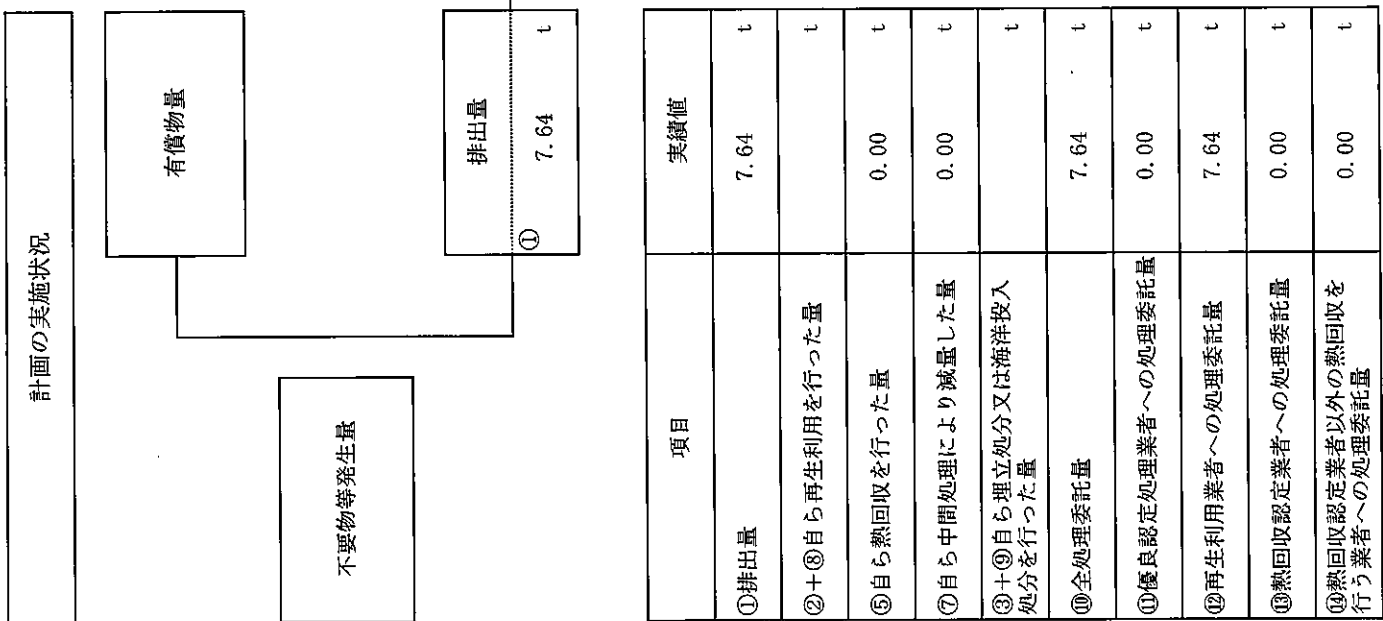 計画の実施状況
有償物量
不要物等発生量
排出量
① 7.64 t
項目 実績値
①排出量 7.64 t
②+⑧自ら再生利用を行った量 t
⑤自ら熱回収を行った量 0.00 t
⑦自ら中間処理により減量した量 0.00 t
③+⑨自ら埋立処分又は海洋投入
処分を行った量 t
⑩全処理委託量 7.64 t
⑪優良認定処理業者への処理委託量 0.00 t
⑫再生利用業者への処理委託量 7.64 t
⑬熱回収認定業者への処理委託量 0.00 t
⑭熱回収認定業者以外の熱回収を
行う業者への処理委託量 0.00 t